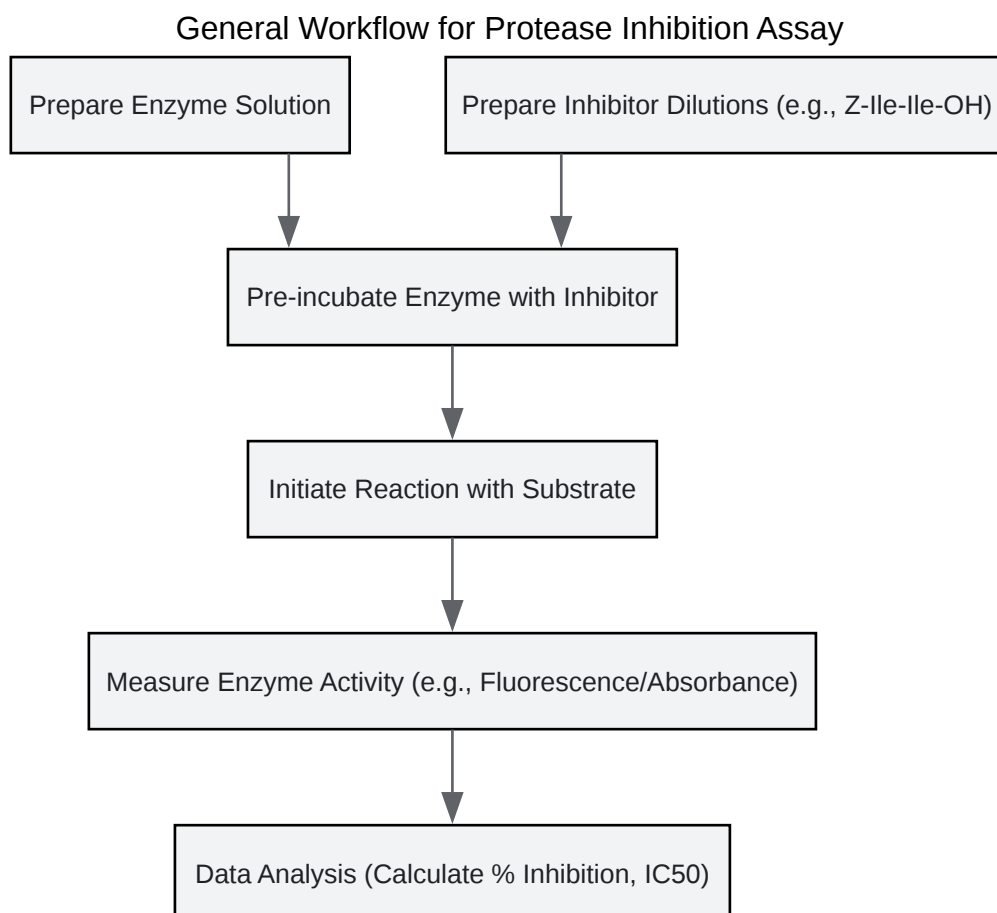 General Workflow for Protease Inhibition Assay
Prepare Enzyme Solution
Prepare Inhibitor Dilutions (e.g., Z-Ile-Ile-OH)
Pre-incubate Enzyme with Inhibitor
Initiate Reaction with Substrate
Measure Enzyme Activity (e.g., Fluorescence/Absorbance)
Data Analysis (Calculate % Inhibition, IC50)